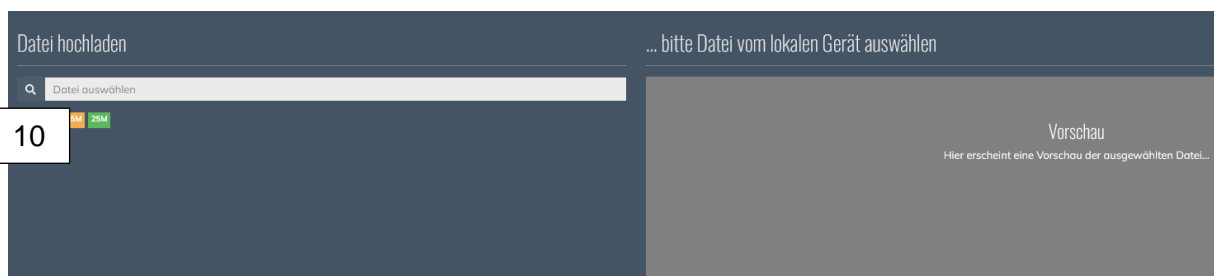 Datei hochladen
Datei auswählen
25M
10
... bitte Datei vom lokalen Gerät auswählen
Vorschau
Hier erscheint eine Vorschau der ausgewählten Datei...